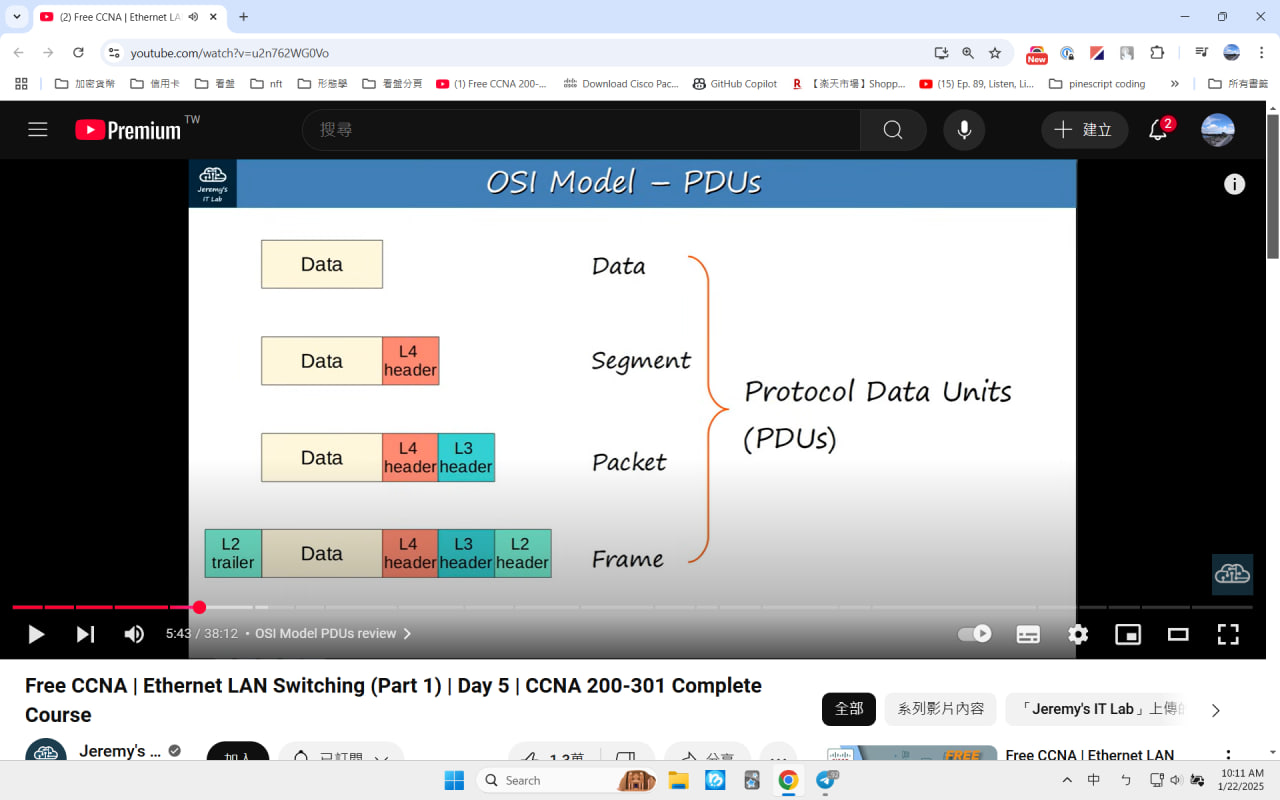 (2) Free CCNA | Ethernet LA
youtube.com/watch?v=u2n762WG0Vo
New
加密貨幣 信用卡 看盤 nft 形態學 看盤分頁 (1) Free CCNA 200-... Download Cisco Pac... GitHub Copilot 【楽天市場】Shopp... (15) Ep. 89, Listen, Li... pinescript coding » 所有書籤
Premium TW
搜尋
建立
2
Jeremy's
IT Lab
OSI Model – PDUs
Data
Data
Data
L4
header
Segment
Protocol Data Units
(PDUs)
Data
L4
header
L3
header
Packet
L2
trailer
Data
L4
header
L3
header
L2
header
Frame
5:43 / 38:12 • OSI Model PDUs review
Free CCNA | Ethernet LAN Switching (Part 1) | Day 5 | CCNA 200-301 Complete
Course
全部
系列影片內容
「Jeremy's IT Lab」上傳的
Jeremy's ...
加入
已訂閱
1.3萬
分享
FREE
Free CCNA | Ethernet LAN
Search
中
10:11 AM
1/22/2025